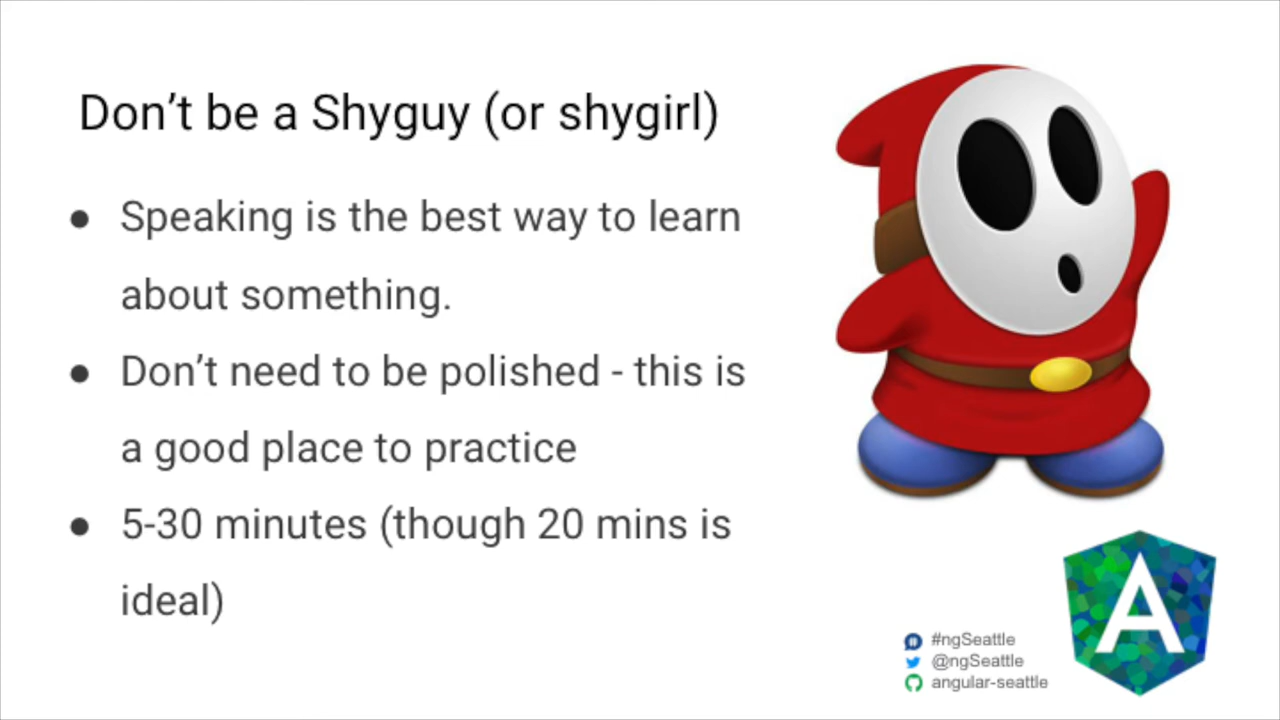 Don’t be a Shyguy (or shygirl)
● Speaking is the best way to learn
about something.
● Don’t need to be polished - this is
a good place to practice
● 5-30 minutes (though 20 mins is
ideal)
#ngSeattle
@ngSeattle
angular-seattle
A